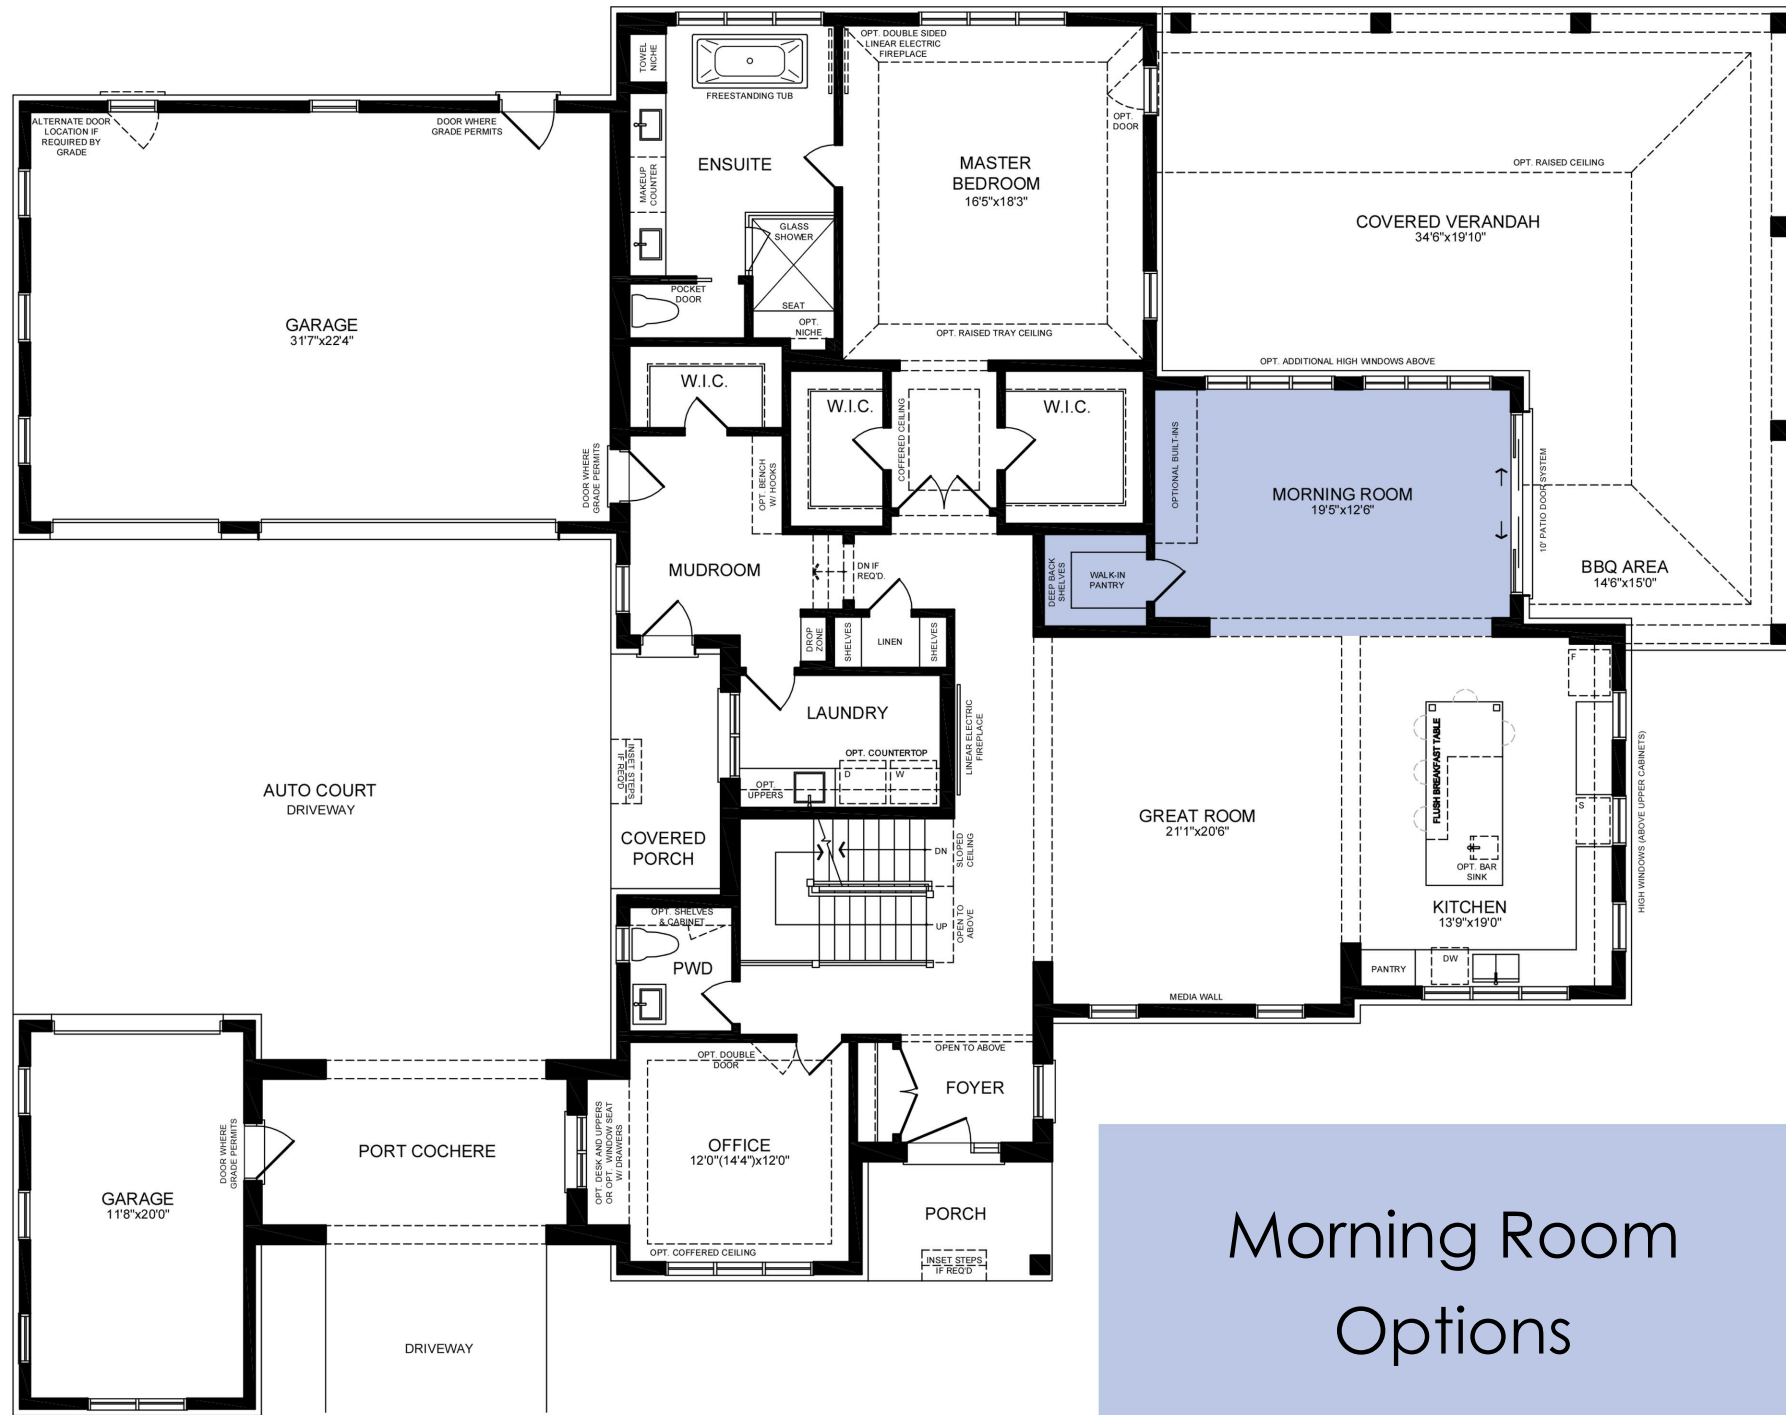 TOWEL
NICHE
FREESTANDING TUB
OPT. DOUBLE SIDED
LINEAR ELECTRIC
FIREPLACE
ALTERNATE DOOR
LOCATION IF
REQUIRED BY
GRADE
DOOR WHERE
GRADE PERMITS
OPT.
DOOR
ENSUITE
MAKEUP
COUNTER
MASTER
BEDROOM
16'5"x18'3"
OPT. RAISED CEILING
COVERED VERANDAH
34'6"x19'10"
GLASS
SHOWER
SEAT
POCKET
DOOR
OPT.
NICHE
GARAGE
31'7"x22'4"
OPT. RAISED TRAY CEILING
OPT. ADDITIONAL HIGH WINDOWS ABOVE
W.I.C.
W.I.C.
W.I.C.
COFFERED CEILING
OPTIONAL BUILT-INS
DOOR WHERE
GRADE PERMITS
OPT. BENCH
W/ HOOKS
MORNING ROOM
19'5"x12'6"
10' PATIO DOOR SYSTEM
MUDROOM
DN IF
REQ'D.
DEEP BACK
SHELVES
WALK-IN
PANTRY
BBQ AREA
14'6"x15'0"
DROP
ZONE
SHELVES
LINEN
SHELVES
F
LAUNDRY
LINEAR ELECTRIC
FIREPLACE
OPT. COUNTERTOP
OPT.
UPPERS
D
W
INSET STEPS
IF REQ'D
FLUSH BREAKFAST TABLE
HIGH WINDOWS (ABOVE UPPER CABINETS)
S
AUTO COURT
DRIVEWAY
GREAT ROOM
21'1"x20'6"
COVERED
PORCH
DN
SLOPED
CEILING
OPT. BAR
SINK
KITCHEN
13'9"x19'0"
OPT. SHELVES
& CABINET
UP
OPEN TO
ABOVE
PWD
PANTRY
DW
MEDIA WALL
OPT. DOUBLE
DOOR
OPEN TO ABOVE
FOYER
DOOR WHERE
GRADE PERMITS
PORT COCHERE
OPT. DESK AND UPPERS
OR OPT. WINDOW SEAT
W/ DRAWERS
OFFICE
12'0"(14'4")x12'0"
GARAGE
11'8"x20'0"
PORCH
OPT. COFFERED CEILING
INSET STEPS
IF REQ'D
DRIVEWAY
Morning Room
Options